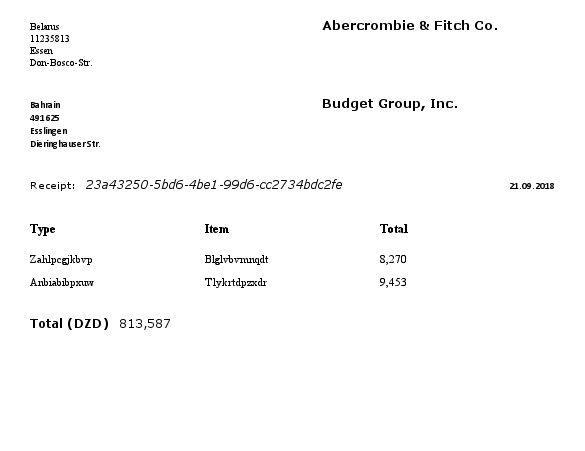 Belarus
11235813
Essen
Don-Bosco-Str.
Abercrombie & Fitch Co.
Bahrain
491625
Esslingen
Dieringhauser Str.
Budget Group, Inc.
Receipt: 23a43250-5bd6-4be1-99d6-cc2734bdc2fe 21.09.2018
Type Item Total
Zahlpcgjkbvp Blglvbvmnqdt 8,270
Anbiabibpxuw Tlykrtdpzxdr 9,453
Total (DZD) 813,587